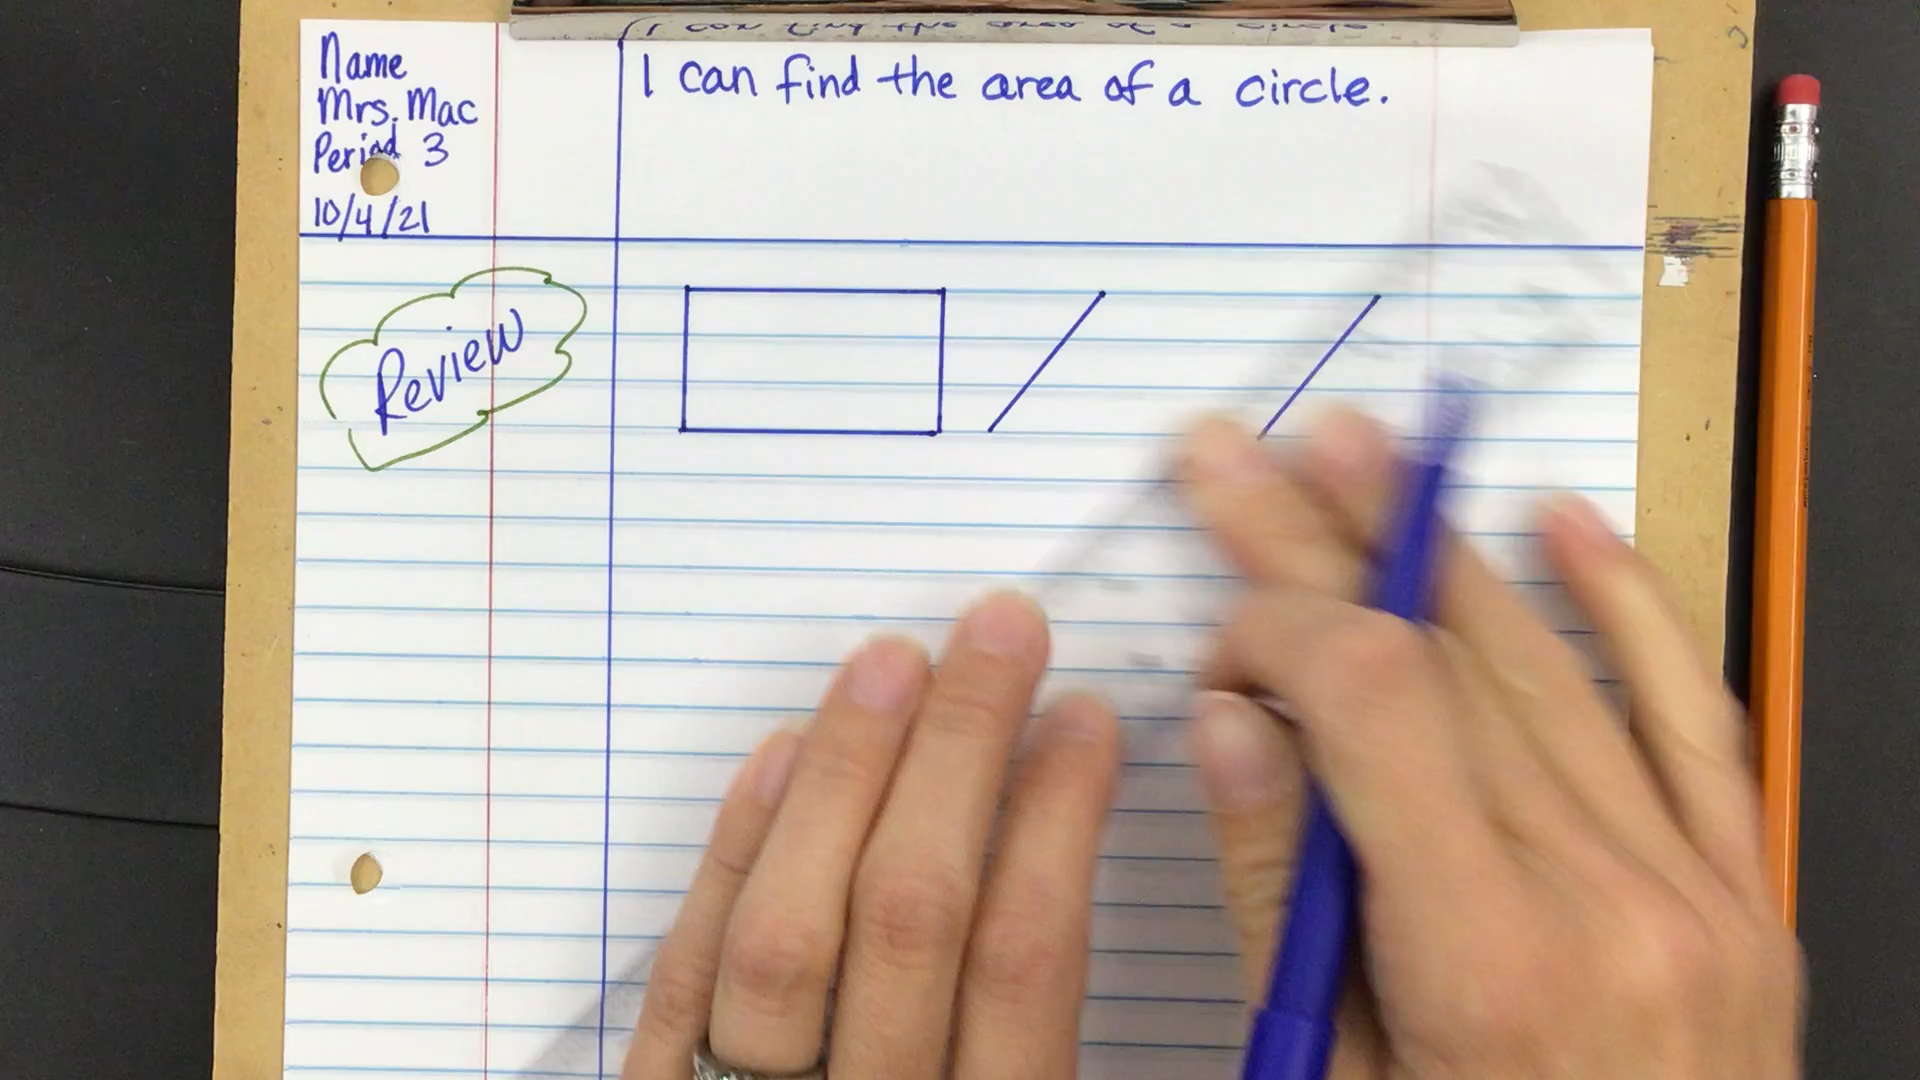 Name
Mrs. Mac
Period 3
10/4/21
I can find the area of a circle.
Review